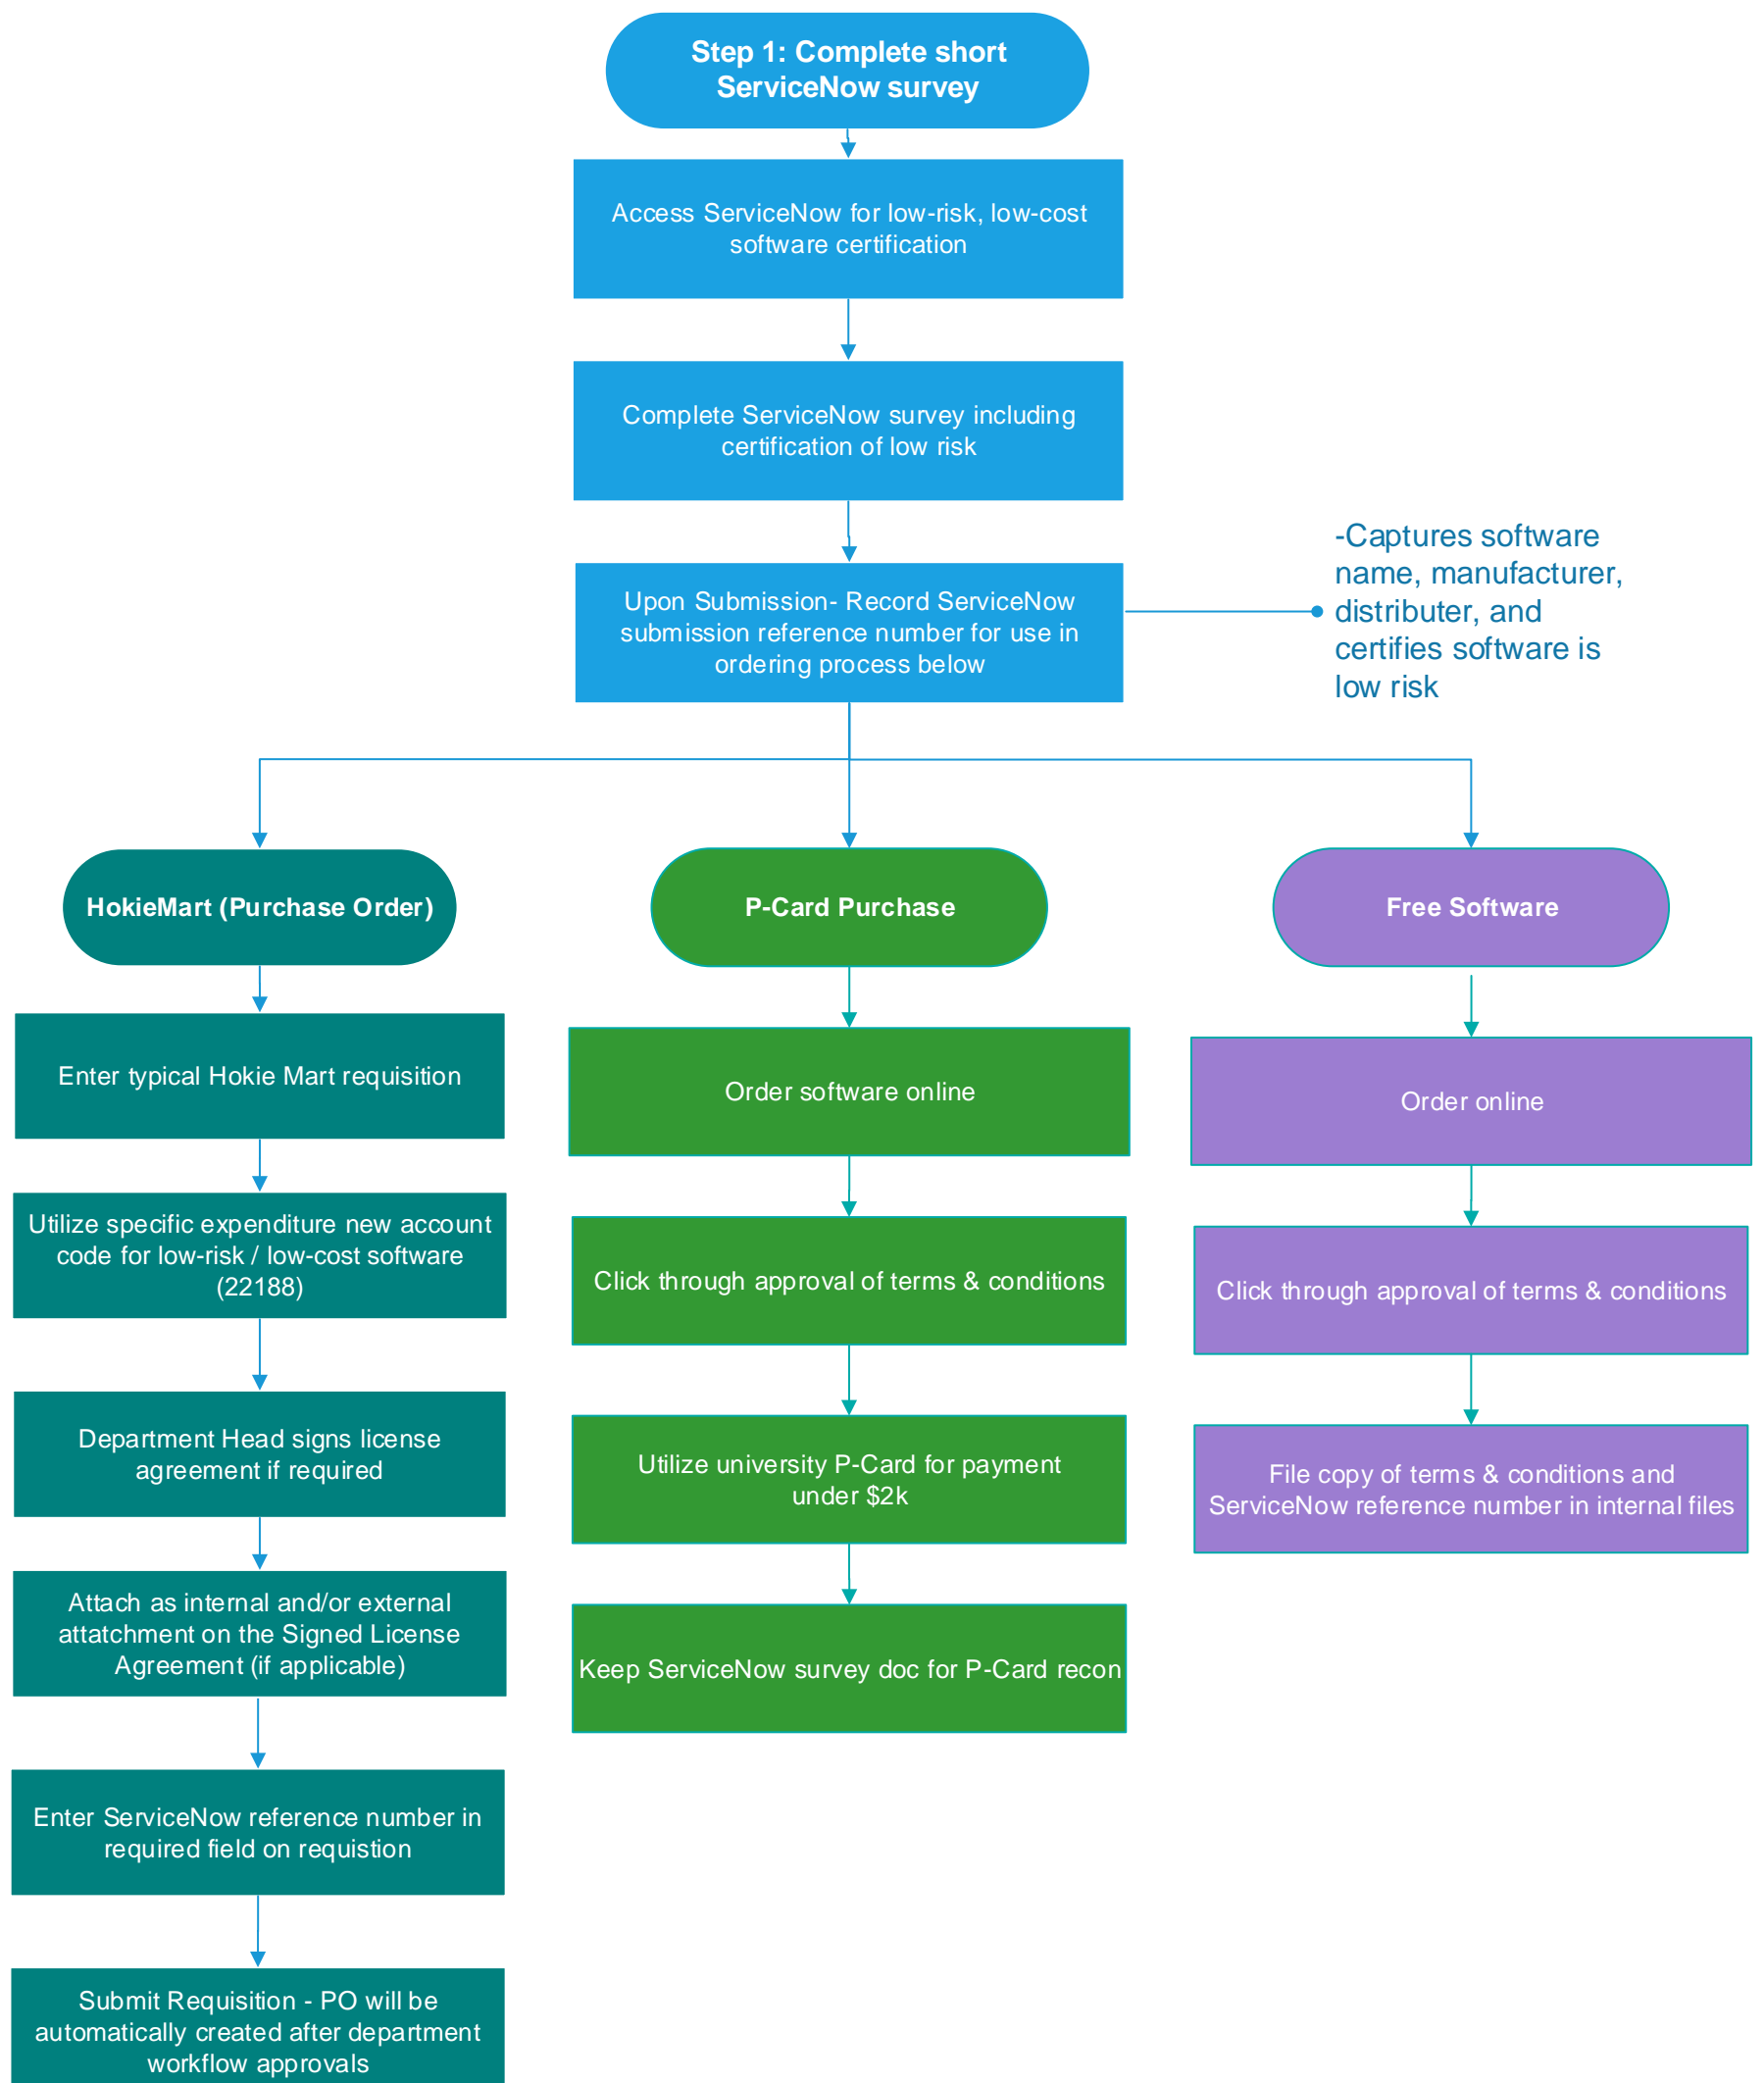 Step 1: Complete short
ServiceNow survey
Access ServiceNow for low-risk, low-cost
software certification
Complete ServiceNow survey including
certification of low risk
Upon Submission- Record ServiceNow
submission reference number for use in
ordering process below
-Captures software
name, manufacturer,
distributer, and
certifies software is
low risk
HokieMart (Purchase Order)
Enter typical Hokie Mart requisition
Utilize specific expenditure new account
code for low-risk / low-cost software
(22188)
Department Head signs license
agreement if required
Attach as internal and/or external
attatchment on the Signed License
Agreement (if applicable)
Enter ServiceNow reference number in
required field on requistion
Submit Requisition - PO will be
automatically created after department
workflow approvals
P-Card Purchase
Order software online
Click through approval of terms & conditions
Utilize university P-Card for payment
under $2k
Keep ServiceNow survey doc for P-Card recon
Free Software
Order online
Click through approval of terms & conditions
File copy of terms & conditions and
ServiceNow reference number in internal files